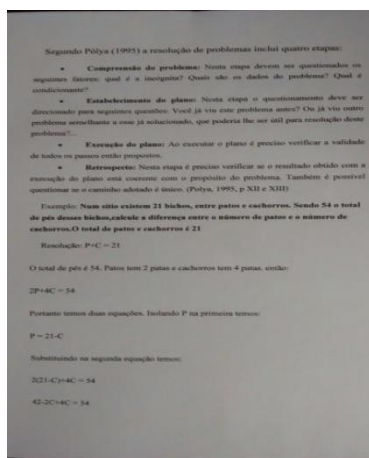 Segundo Pólya (1995) a resolução de problemas inclui quatro etapas:
• Compreensão do problema: Nesta etapa devem ser questionados os
seguintes fatores: qual é a incógnita? Quais são os dados do problema? Qual é
condicionante?
• Estabelecimento do plano: Nesta etapa o questionamento deve ser
direcionado para seguintes questões: Você já viu este problema antes? Ou já viu outro
problema semelhante a esse já solucionado, que poderia lhe ser útil para resolução deste
problema?...
• Execução do plano: Ao executar o plano é preciso verificar a validade
de todos os passos então propostos.
• Retrospecto: Nesta etapa é preciso verificar se o resultado obtido com a
execução do plano está coerente com o propósito do problema. Também é possível
questionar se o caminho adotado é único. (Polya, 1995, p XII e XIII)
Exemplo: Num sítio existem 21 bichos, entre patos e cachorros. Sendo 54 o total
de pés desses bichos,calcule a diferença entre o número de patos e o número de
cachorros.O total de patos e cachorros é 21
Resolução: P+C = 21
O total de pés é 54. Patos tem 2 patas e cachorros tem 4 patas, então:
2P+4C = 54
Portanto temos duas equações. Isolando P na primeira temos:
P = 21-C
Substituindo na segunda equação temos:
2(21-C)+4C = 54
42-2C+4C = 54